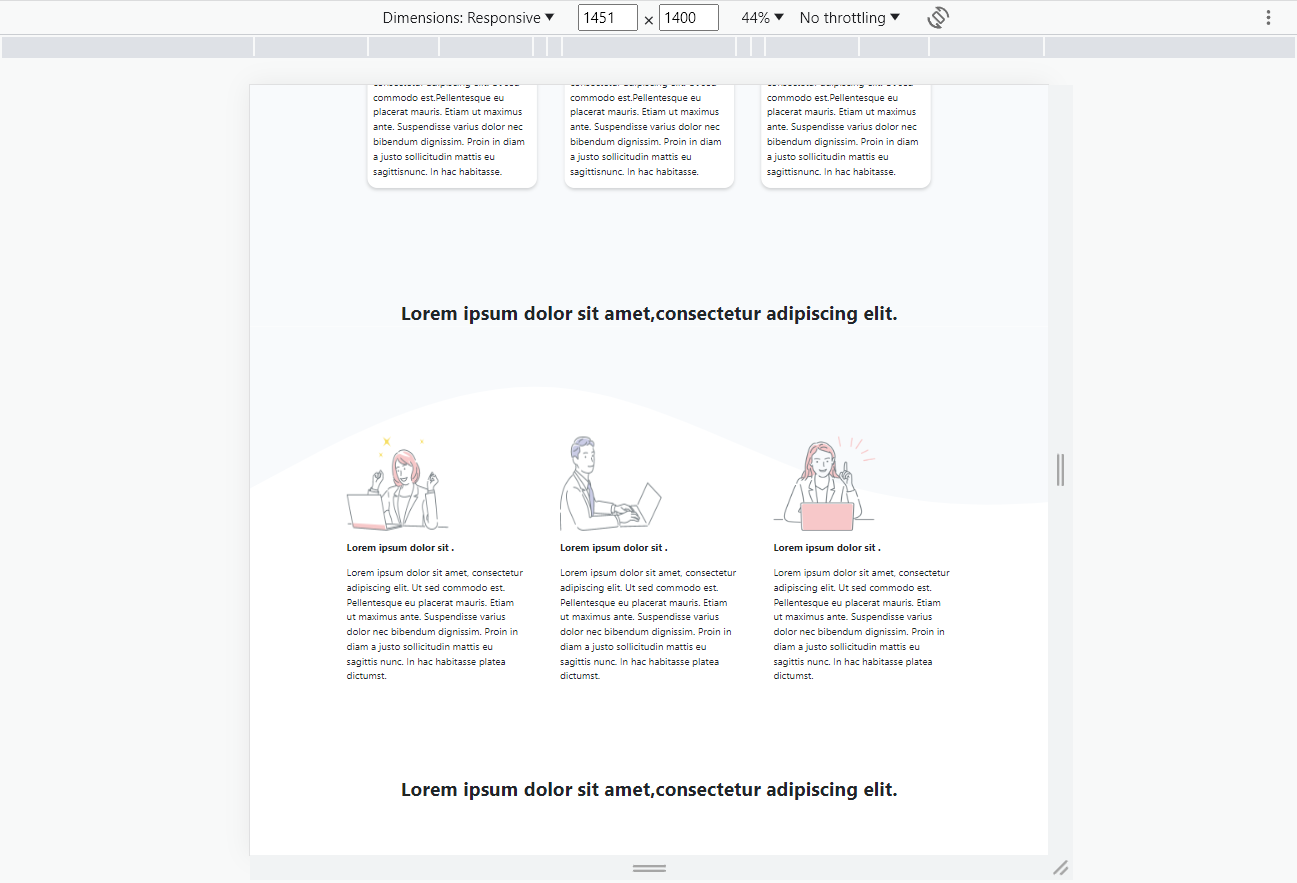 Dimensions: Responsive ▼ 1451 × 1400 44% ▼ No throttling ▼
commodo est.Pellentesque eu
placerat mauris. Etiam ut maximus
ante. Suspendisse varius dolor nec
bibendum dignissim. Proin in diam
a justo sollicitudin mattis eu
sagittisnunc. In hac habitasse.
commodo est.Pellentesque eu
placerat mauris. Etiam ut maximus
ante. Suspendisse varius dolor nec
bibendum dignissim. Proin in diam
a justo sollicitudin mattis eu
sagittisnunc. In hac habitasse.
commodo est.Pellentesque eu
placerat mauris. Etiam ut maximus
ante. Suspendisse varius dolor nec
bibendum dignissim. Proin in diam
a justo sollicitudin mattis eu
sagittisnunc. In hac habitasse.
Lorem ipsum dolor sit amet,consectetur adipiscing elit.
Lorem ipsum dolor sit .
Lorem ipsum dolor sit amet, consectetur
adipiscing elit. Ut sed commodo est.
Pellentesque eu placerat mauris. Etiam
ut maximus ante. Suspendisse varius
dolor nec bibendum dignissim. Proin in
diam a justo sollicitudin mattis eu
sagittis nunc. In hac habitasse platea
dictumst.
Lorem ipsum dolor sit .
Lorem ipsum dolor sit amet, consectetur
adipiscing elit. Ut sed commodo est.
Pellentesque eu placerat mauris. Etiam
ut maximus ante. Suspendisse varius
dolor nec bibendum dignissim. Proin in
diam a justo sollicitudin mattis eu
sagittis nunc. In hac habitasse platea
dictumst.
Lorem ipsum dolor sit .
Lorem ipsum dolor sit amet, consectetur
adipiscing elit. Ut sed commodo est.
Pellentesque eu placerat mauris. Etiam
ut maximus ante. Suspendisse varius
dolor nec bibendum dignissim. Proin in
diam a justo sollicitudin mattis eu
sagittis nunc. In hac habitasse platea
dictumst.
Lorem ipsum dolor sit amet,consectetur adipiscing elit.